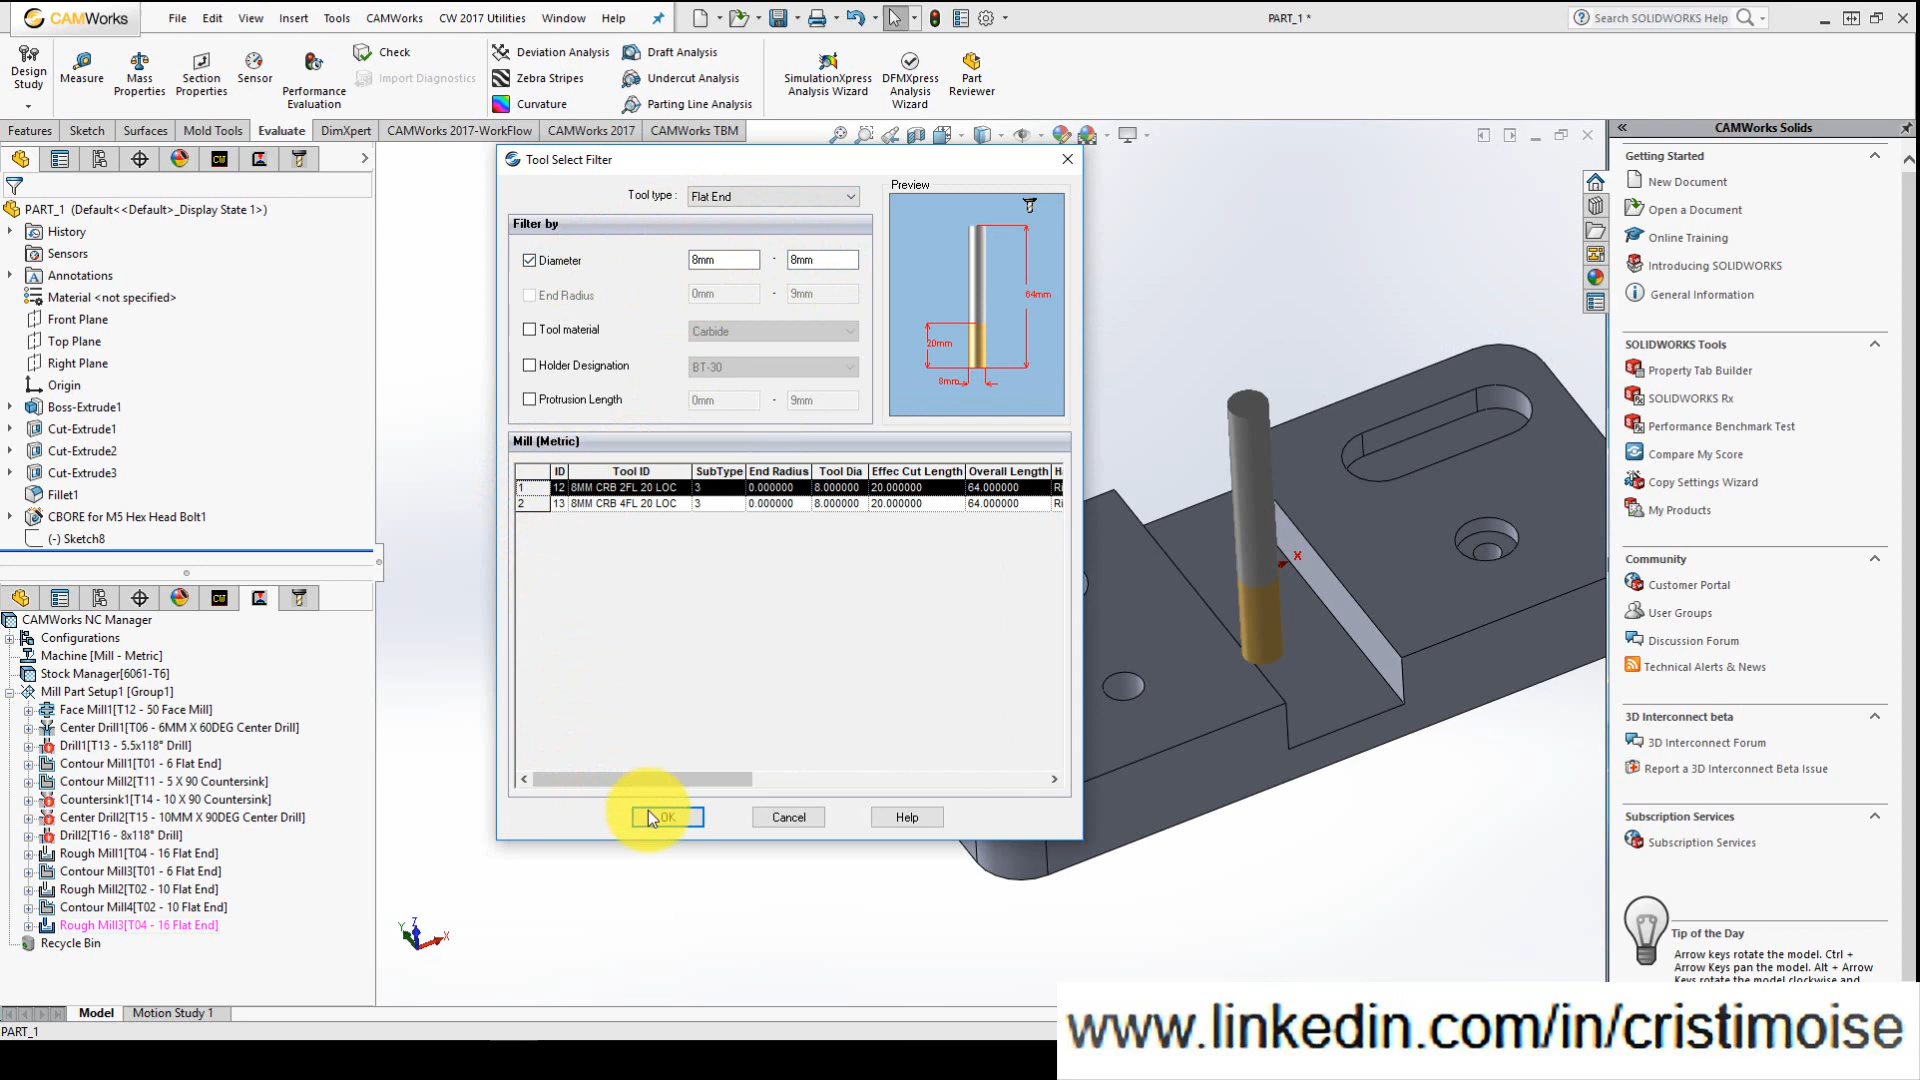 CAMWorks
File Edit View Insert Tools CAMWorks CW 2017 Utilities Window Help
PART_1 *
Search SOLIDWORKS Help
Design Study
Measure
Mass Properties
Section Properties
Sensor
Performance Evaluation
Check
Import Diagnostics
Deviation Analysis
Zebra Stripes
Curvature
Draft Analysis
Undercut Analysis
Parting Line Analysis
SimulationXpress Analysis Wizard
DFMXpress Analysis Wizard
Part Reviewer
Features Sketch Surfaces Mold Tools Evaluate DimXpert CAMWorks 2017-WorkFlow CAMWorks 2017 CAMWorks TBM
PART_1 (Default<<Default>_Display State 1>)
History
Sensors
Annotations
Material <not specified>
Front Plane
Top Plane
Right Plane
Origin
Boss-Extrude1
Cut-Extrude1
Cut-Extrude2
Cut-Extrude3
Fillet1
CBORE for M5 Hex Head Bolt1
(-) Sketch8
CAMWorks NC Manager
Configurations
Machine [Mill - Metric]
Stock Manager[6061-T6]
Mill Part Setup1 [Group1]
Face Mill1[T12 - 50 Face Mill]
Center Drill1[T06 - 6MM X 60DEG Center Drill]
Drill1[T13 - 5.5x118° Drill]
Contour Mill1[T01 - 6 Flat End]
Contour Mill2[T11 - 5 X 90 Countersink]
Countersink1[T14 - 10 X 90 Countersink]
Center Drill2[T15 - 10MM X 90DEG Center Drill]
Drill2[T16 - 8x118° Drill]
Rough Mill1[T04 - 16 Flat End]
Contour Mill3[T01 - 6 Flat End]
Rough Mill2[T02 - 10 Flat End]
Contour Mill4[T02 - 10 Flat End]
Rough Mill3[T04 - 16 Flat End]
Recycle Bin
Model Motion Study 1
PART_1
Tool Select Filter
Tool type : Flat End
Filter by
Diameter 8mm - 8mm
End Radius 0mm - 9mm
Tool material Carbide
Holder Designation BT-30
Protrusion Length 0mm - 9mm
Preview
64mm
20mm
8mm
Mill (Metric)
ID Tool ID SubType End Radius Tool Dia Effec Cut Length Overall Length H
1 12 8MM CRB 2FL 20 LOC 3 0.000000 8.000000 20.000000 64.000000 Ri
2 13 8MM CRB 4FL 20 LOC 3 0.000000 8.000000 20.000000 64.000000 Ri
OK Cancel Help
X
Y Z X
CAMWorks Solids
Getting Started
New Document
Open a Document
Online Training
Introducing SOLIDWORKS
General Information
SOLIDWORKS Tools
Property Tab Builder
SOLIDWORKS Rx
Performance Benchmark Test
Compare My Score
Copy Settings Wizard
My Products
Community
Customer Portal
User Groups
Discussion Forum
Technical Alerts & News
3D Interconnect beta
3D Interconnect Forum
Report a 3D Interconnect Beta Issue
Subscription Services
Subscription Services
Tip of the Day
Arrow keys rotate the model. Ctrl +
Arrow Keys pan the model. Alt + Arrow
Keys rotate the model clockwise and
www.linkedin.com/in/cristimoise